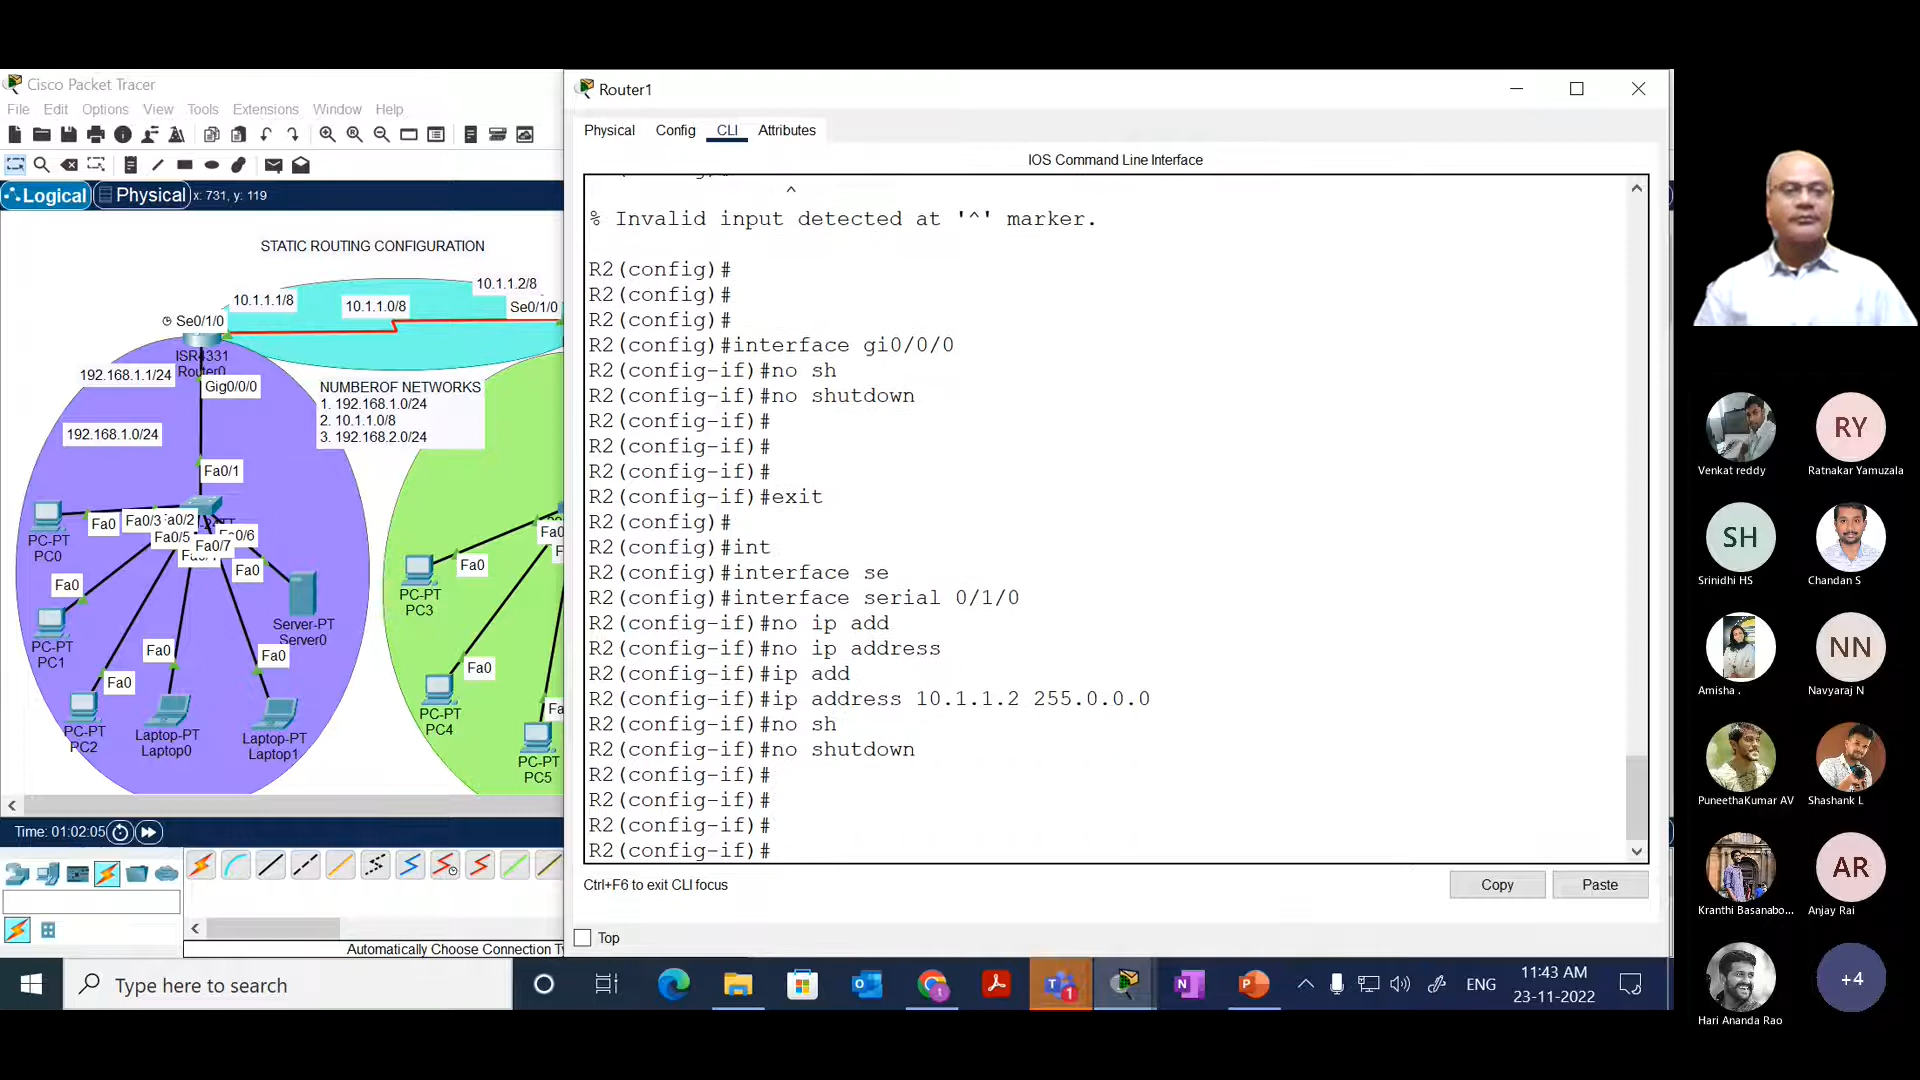 Cisco Packet Tracer
File Edit Options View Tools Extensions Window Help
Logical Physical x: 731, y: 119
STATIC ROUTING CONFIGURATION
10.1.1.2/8
10.1.1.1/8
10.1.1.0/8
Se0/1/0
Se0/1/0
ISR4331
Router0
192.168.1.1/24
Gig0/0/0
NUMBEROF NETWORKS
1. 192.168.1.0/24
2. 10.1.1.0/8
3. 192.168.2.0/24
192.168.1.0/24
Fa0/1
Fa0
Fa0/3
Fa0/5
Fa0/7
PC-PT
PC0
Fa0
Fa0
PC-PT
PC1
Server-PT
Server0
Fa0
Fa0
Fa0
PC-PT
PC2
Laptop-PT
Laptop0
Laptop-PT
Laptop1
Fa0
PC-PT
PC3
Fa0
PC-PT
PC4
PC-PT
PC5
Time: 01:02:05
Automatically Choose Connection T
Router1
Physical Config CLI Attributes
IOS Command Line Interface
^
% Invalid input detected at '^' marker.
R2(config)#
R2(config)#
R2(config)#
R2(config)#interface gi0/0/0
R2(config-if)#no sh
R2(config-if)#no shutdown
R2(config-if)#
R2(config-if)#
R2(config-if)#
R2(config-if)#exit
R2(config)#
R2(config)#int
R2(config)#interface se
R2(config)#interface serial 0/1/0
R2(config-if)#no ip add
R2(config-if)#no ip address
R2(config-if)#ip add
R2(config-if)#ip address 10.1.1.2 255.0.0.0
R2(config-if)#no sh
R2(config-if)#no shutdown
R2(config-if)#
R2(config-if)#
R2(config-if)#
R2(config-if)#
Ctrl+F6 to exit CLI focus
Copy Paste
Top
Type here to search
ENG
11:43 AM
23-11-2022
RY
Venkat reddy
Ratnakar Yamuzala
SH
Srinidhi HS
Chandan S
NN
Amisha .
Navyaraj N
PuneethaKumar AV
Shashank L
AR
Kranthi Basanabo...
Anjay Rai
+4
Hari Ananda Rao